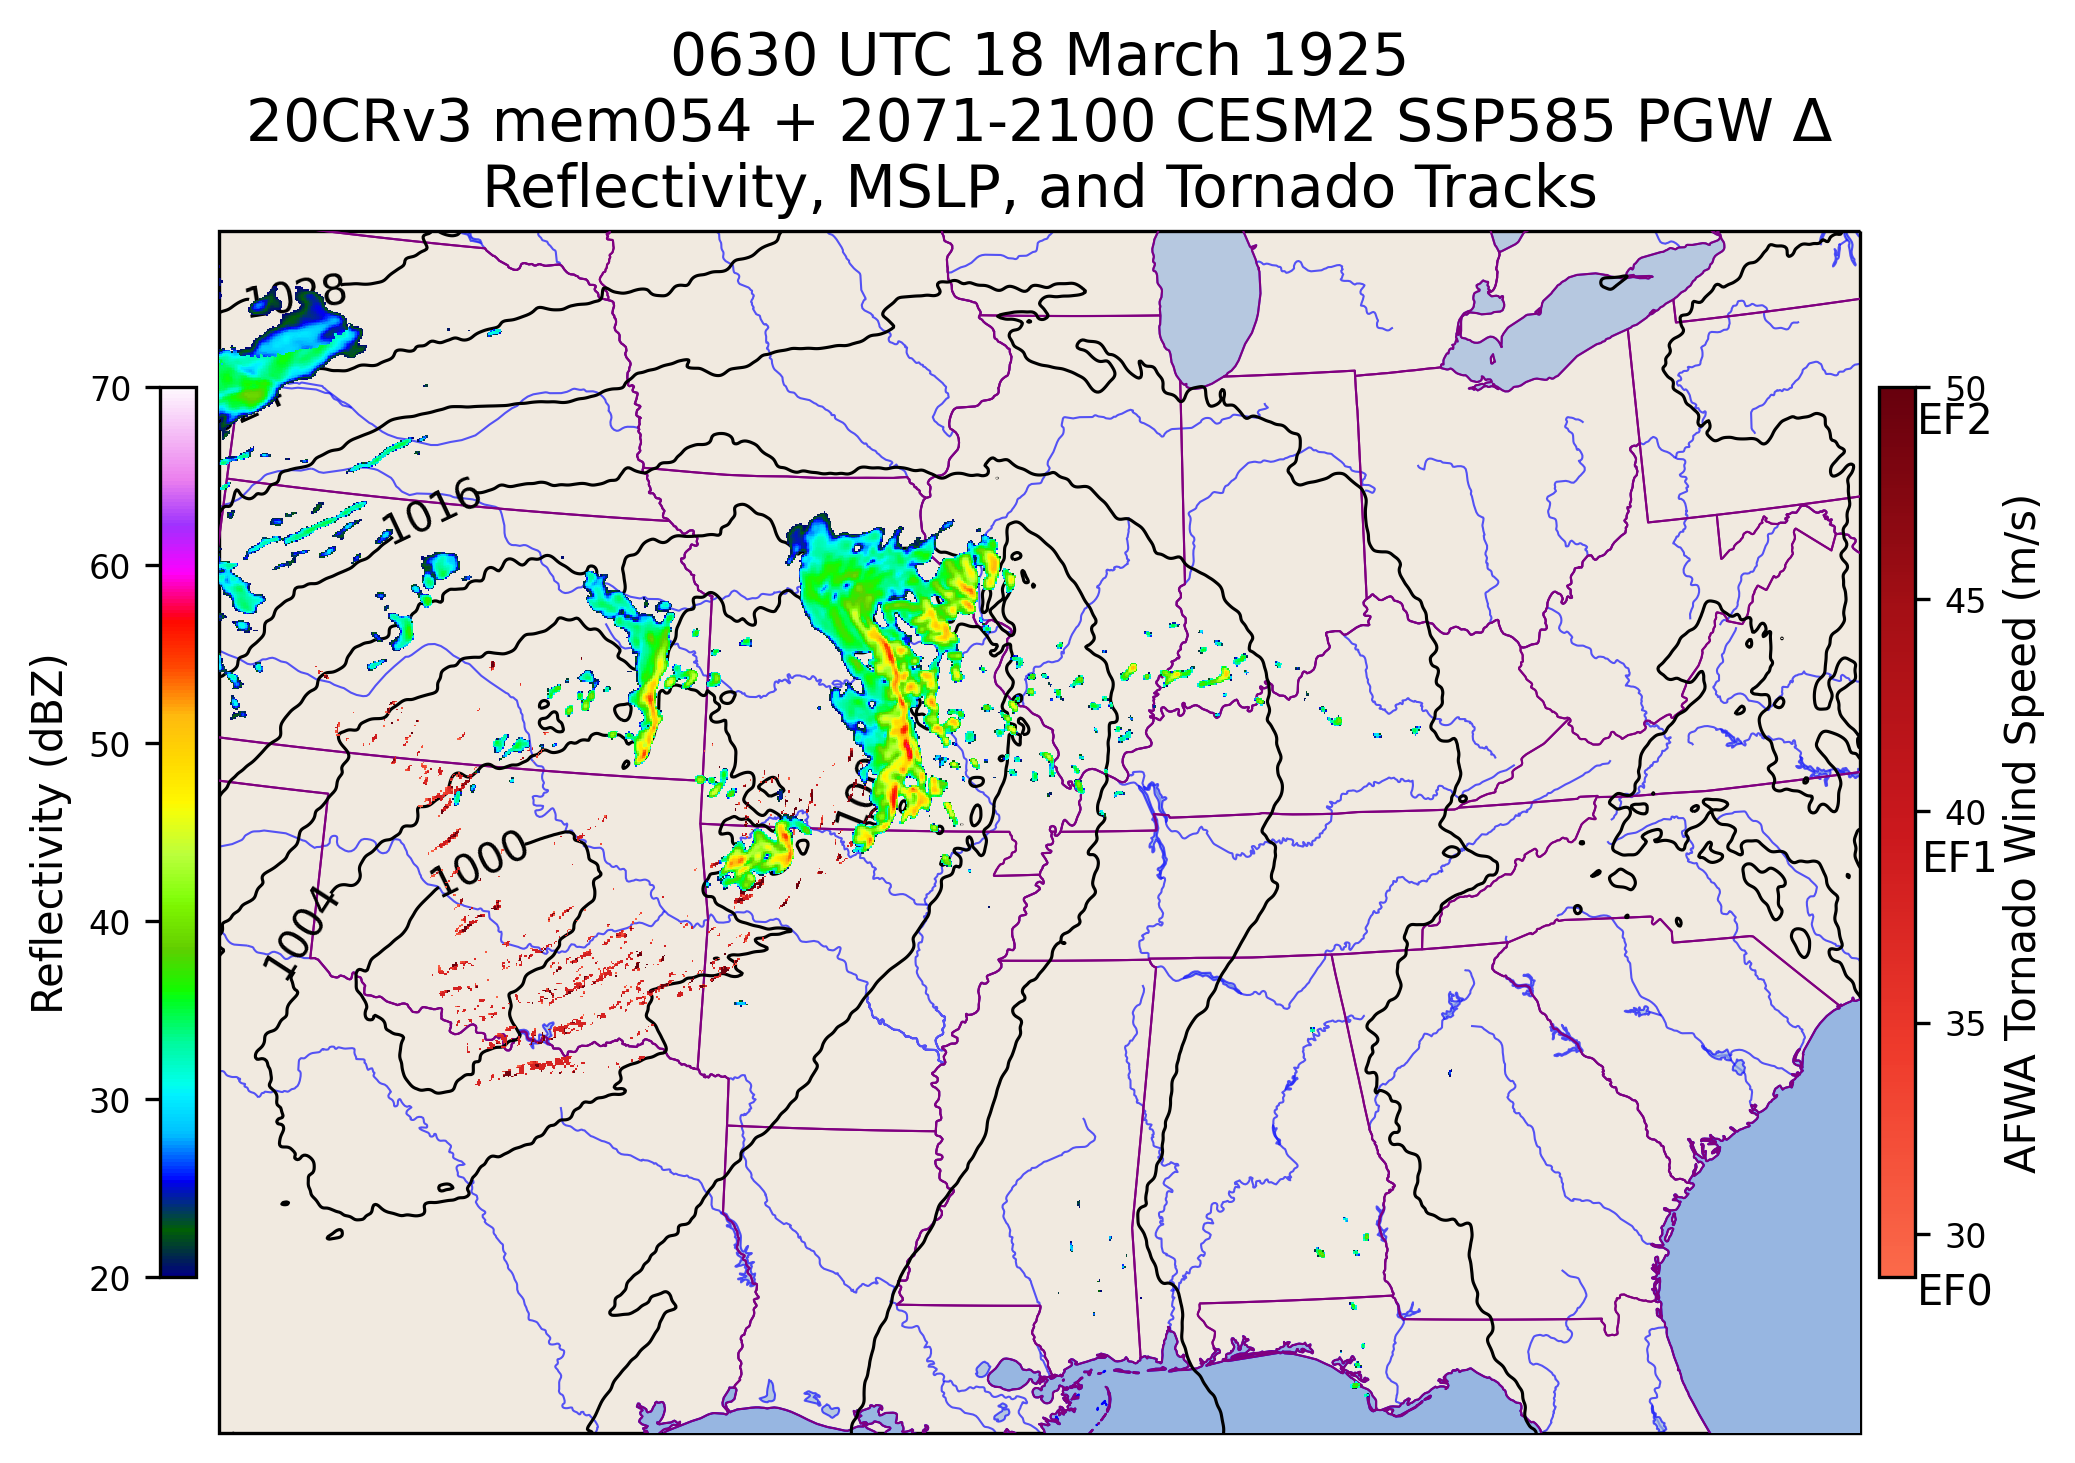 0630 UTC 18 March 1925
20CRv3 mem054 + 2071-2100 CESM2 SSP585 PGW Δ
Reflectivity, MSLP, and Tornado Tracks
1028
1016
1000
1004
70
60
50
40
30
20
Reflectivity (dBZ)
50
EF2
45
40
EF1
35
30
EF0
AFWA Tornado Wind Speed (m/s)